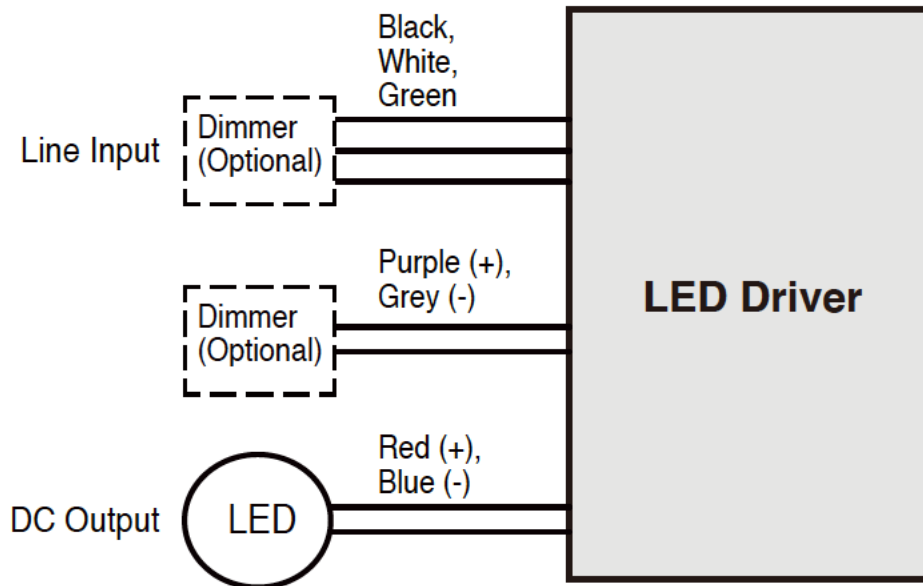 Black,
White,
Green
Line Input
Dimmer
(Optional)
Purple (+),
Grey (-)
Dimmer
(Optional)
LED Driver
Red (+),
Blue (-)
DC Output
LED